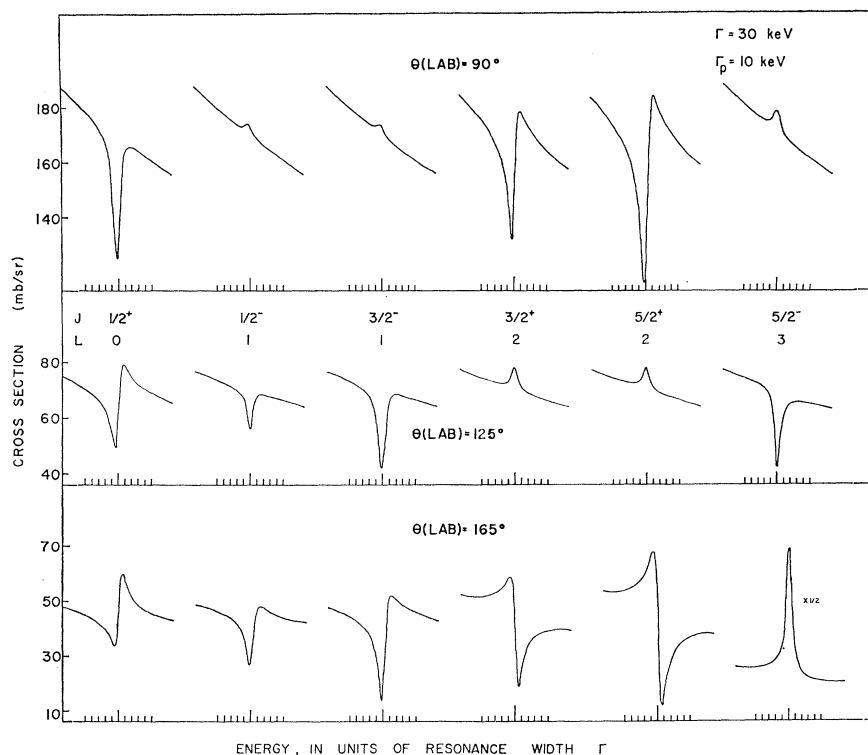 Γ = 30 keV
θ(LAB)= 90°
Γp = 10 keV
180
160
140
CROSS SECTION (mb/sr)
J 1/2+ 1/2- 3/2- 3/2+ 5/2+ 5/2-
L 0 1 1 2 2 3
80
60
θ(LAB)= 125°
40
θ(LAB)= 165°
70
50
X 1/2
30
10
ENERGY, IN UNITS OF RESONANCE WIDTH Γ